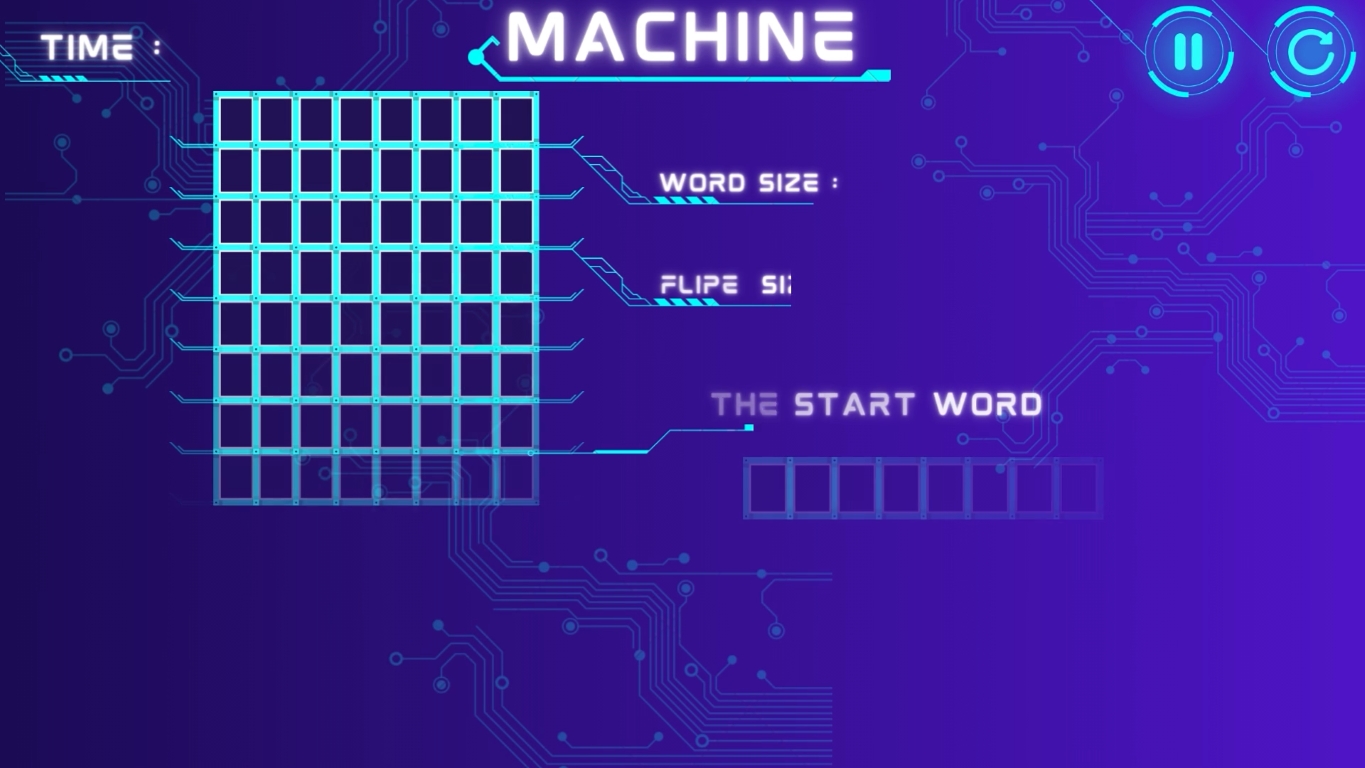 MACHINE
TIME :
WORD SIZE :
FLIPE
THE START WORD